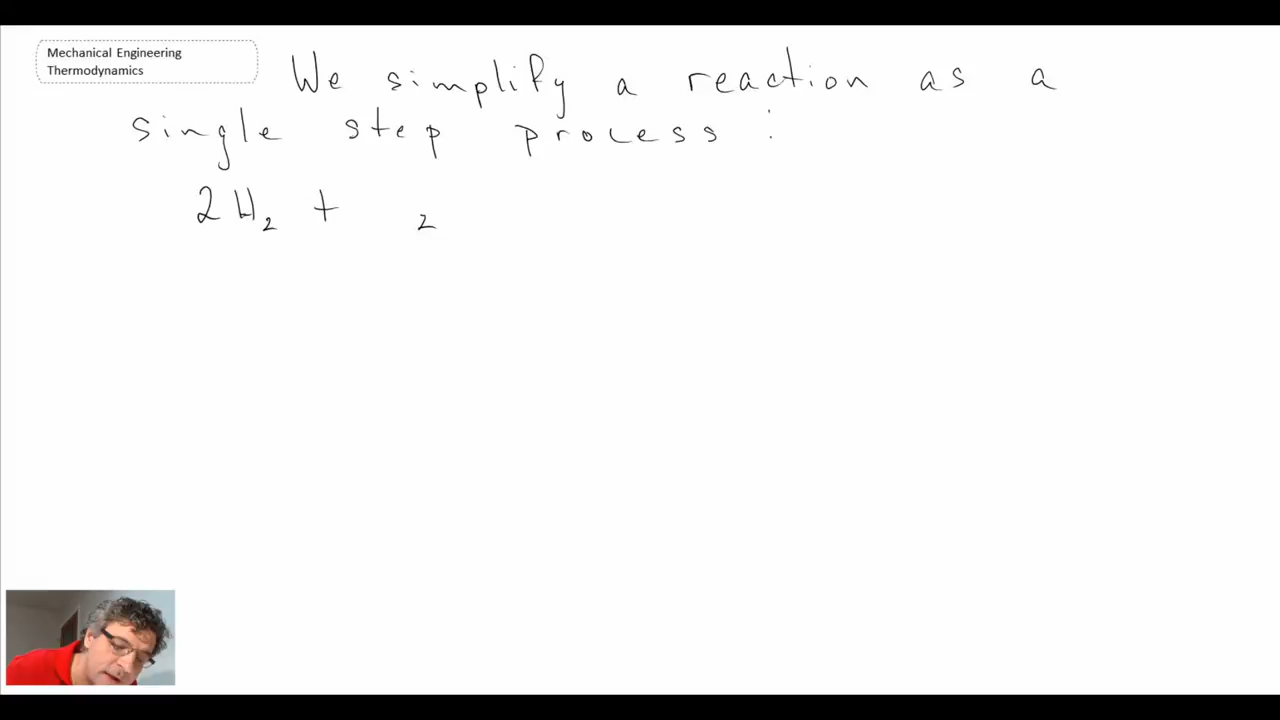 Mechanical Engineering
Thermodynamics
We simplify a reaction as a
single step process :
2H₂ + ₂